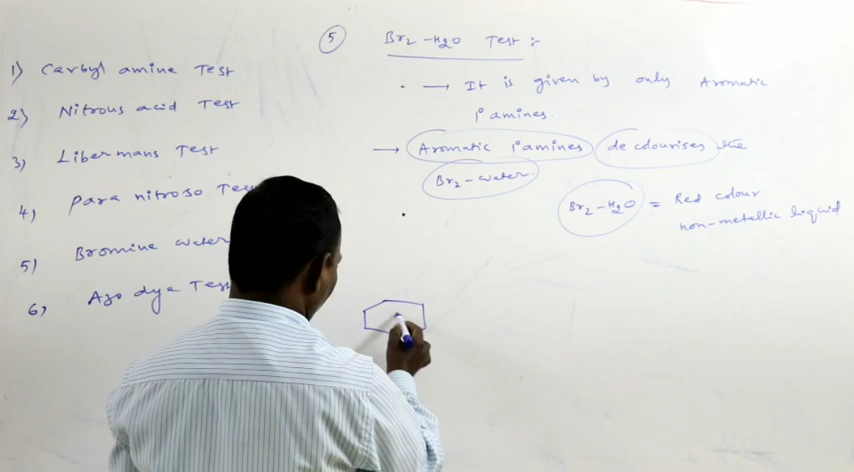 1) Carbyl amine Test
2) Nitrous acid Test
3) Libermans Test
4) Para nitroso Tes
5) Bromine water
6) Azo dye Test
5 Br2-H2O Test :-
· → It is given by only Aromatic
1° amines.
→ Aromatic 1° amines decolourises the
Br2-water.
Br2-H2O = Red colour
non-metallic liquid